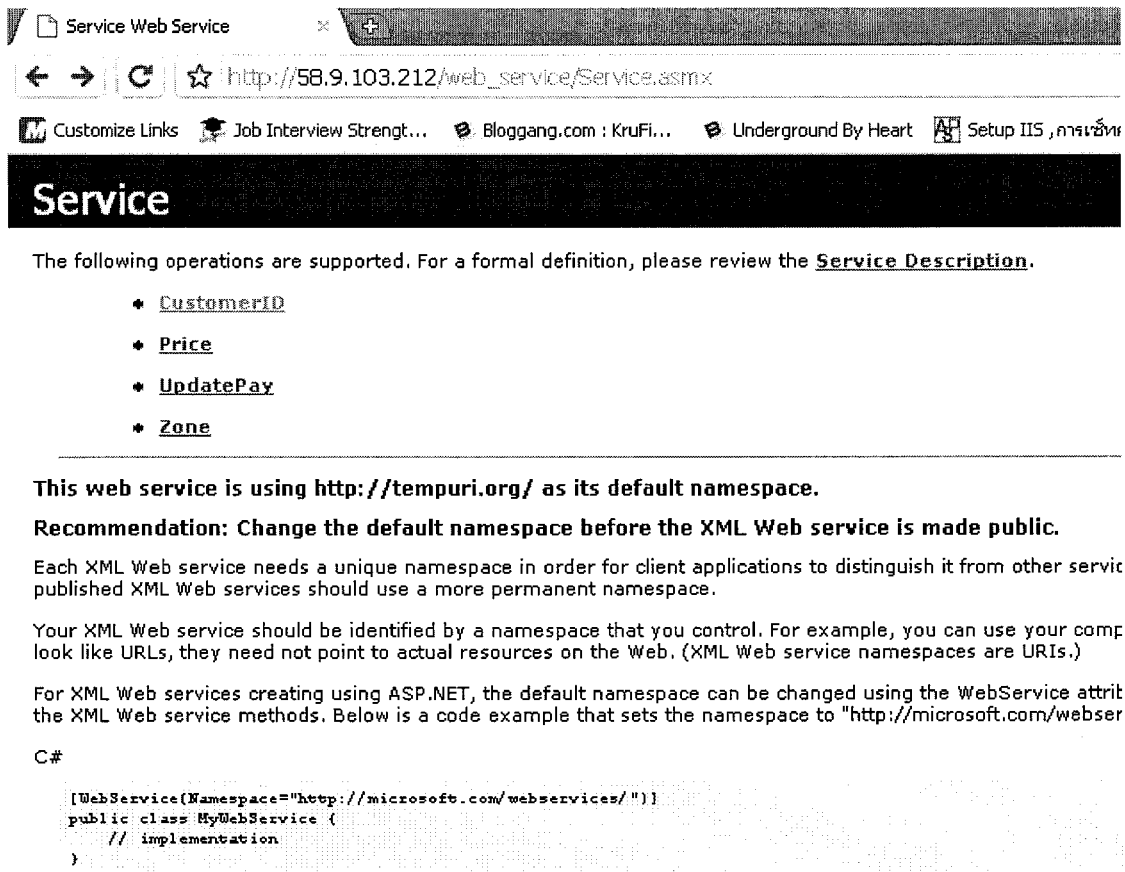 Service Web Service
http://58.9.103.212/web_service/Service.asmx
Customize Links Job Interview Strengt... Bloggang.com : KruFi... Underground By Heart Setup IIS ,การเซ็ท
Service
The following operations are supported. For a formal definition, please review the Service Description.
CustomerID
Price
UpdatePay
Zone
This web service is using http://tempuri.org/ as its default namespace.
Recommendation: Change the default namespace before the XML Web service is made public.
Each XML Web service needs a unique namespace in order for client applications to distinguish it from other servic
published XML Web services should use a more permanent namespace.
Your XML Web service should be identified by a namespace that you control. For example, you can use your comp
look like URLs, they need not point to actual resources on the Web. (XML Web service namespaces are URIs.)
For XML Web services creating using ASP.NET, the default namespace can be changed using the WebService attrib
the XML Web service methods. Below is a code example that sets the namespace to "http://microsoft.com/webser
C#
[WebService(Namespace="http://microsoft.com/webservices/")]
public class MyWebService {
// implementation
}